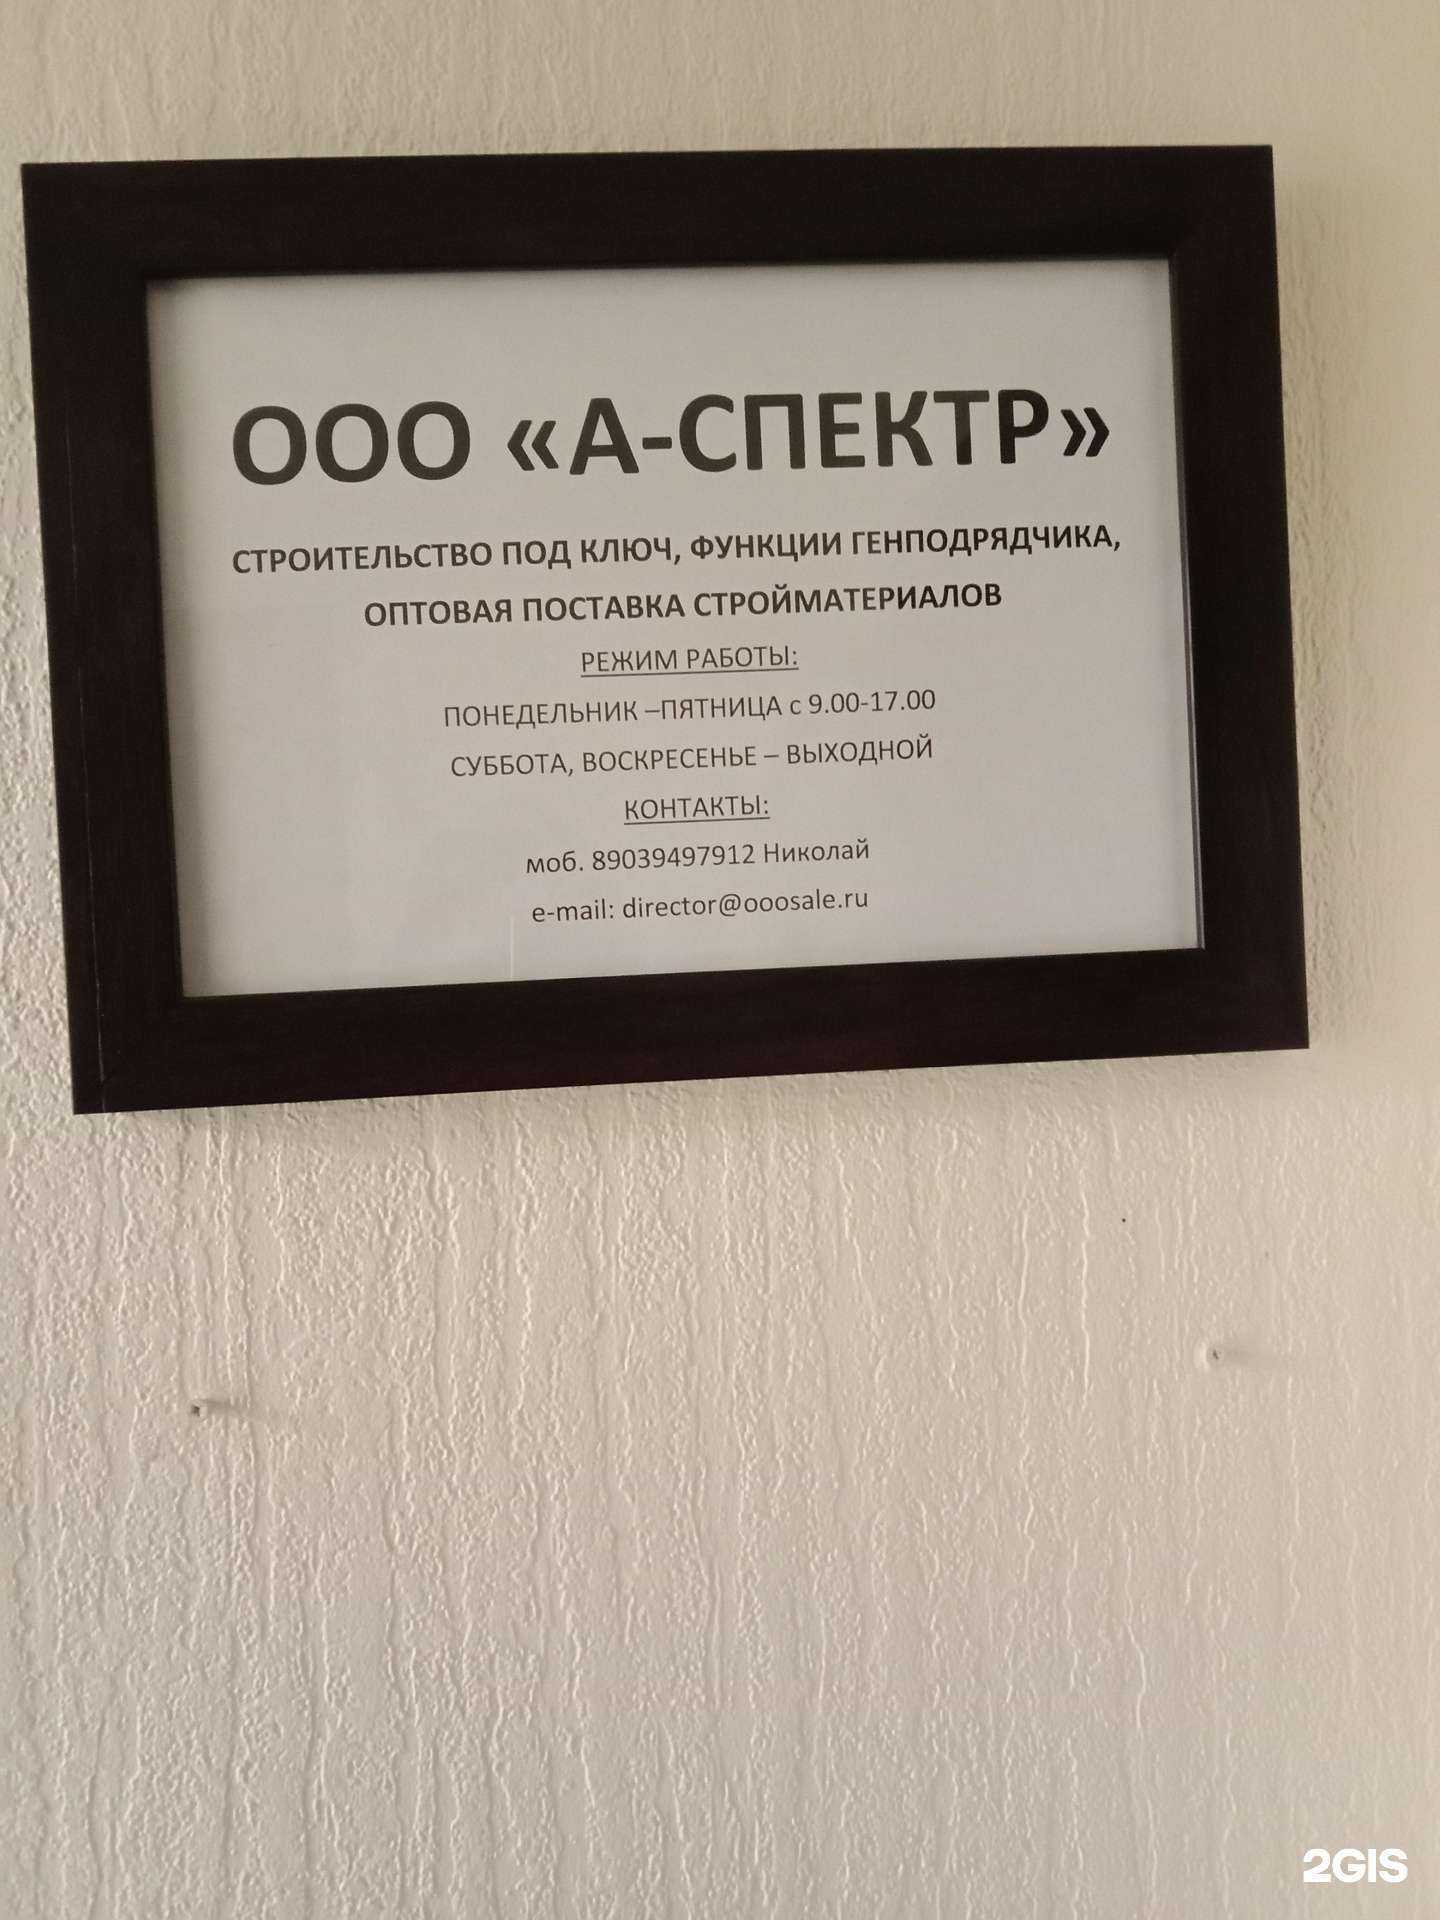 ООО «А-СПЕКТР»
СТРОИТЕЛЬСТВО ПОД КЛЮЧ, ФУНКЦИИ ГЕНПОДРЯДЧИКА,
ОПТОВАЯ ПОСТАВКА СТРОЙМАТЕРИАЛОВ
РЕЖИМ РАБОТЫ:
ПОНЕДЕЛЬНИК –ПЯТНИЦА с 9.00-17.00
СУББОТА, ВОСКРЕСЕНЬЕ – ВЫХОДНОЙ
КОНТАКТЫ:
моб. 89039497912 Николай
e-mail: director@ooosale.ru
2GIS